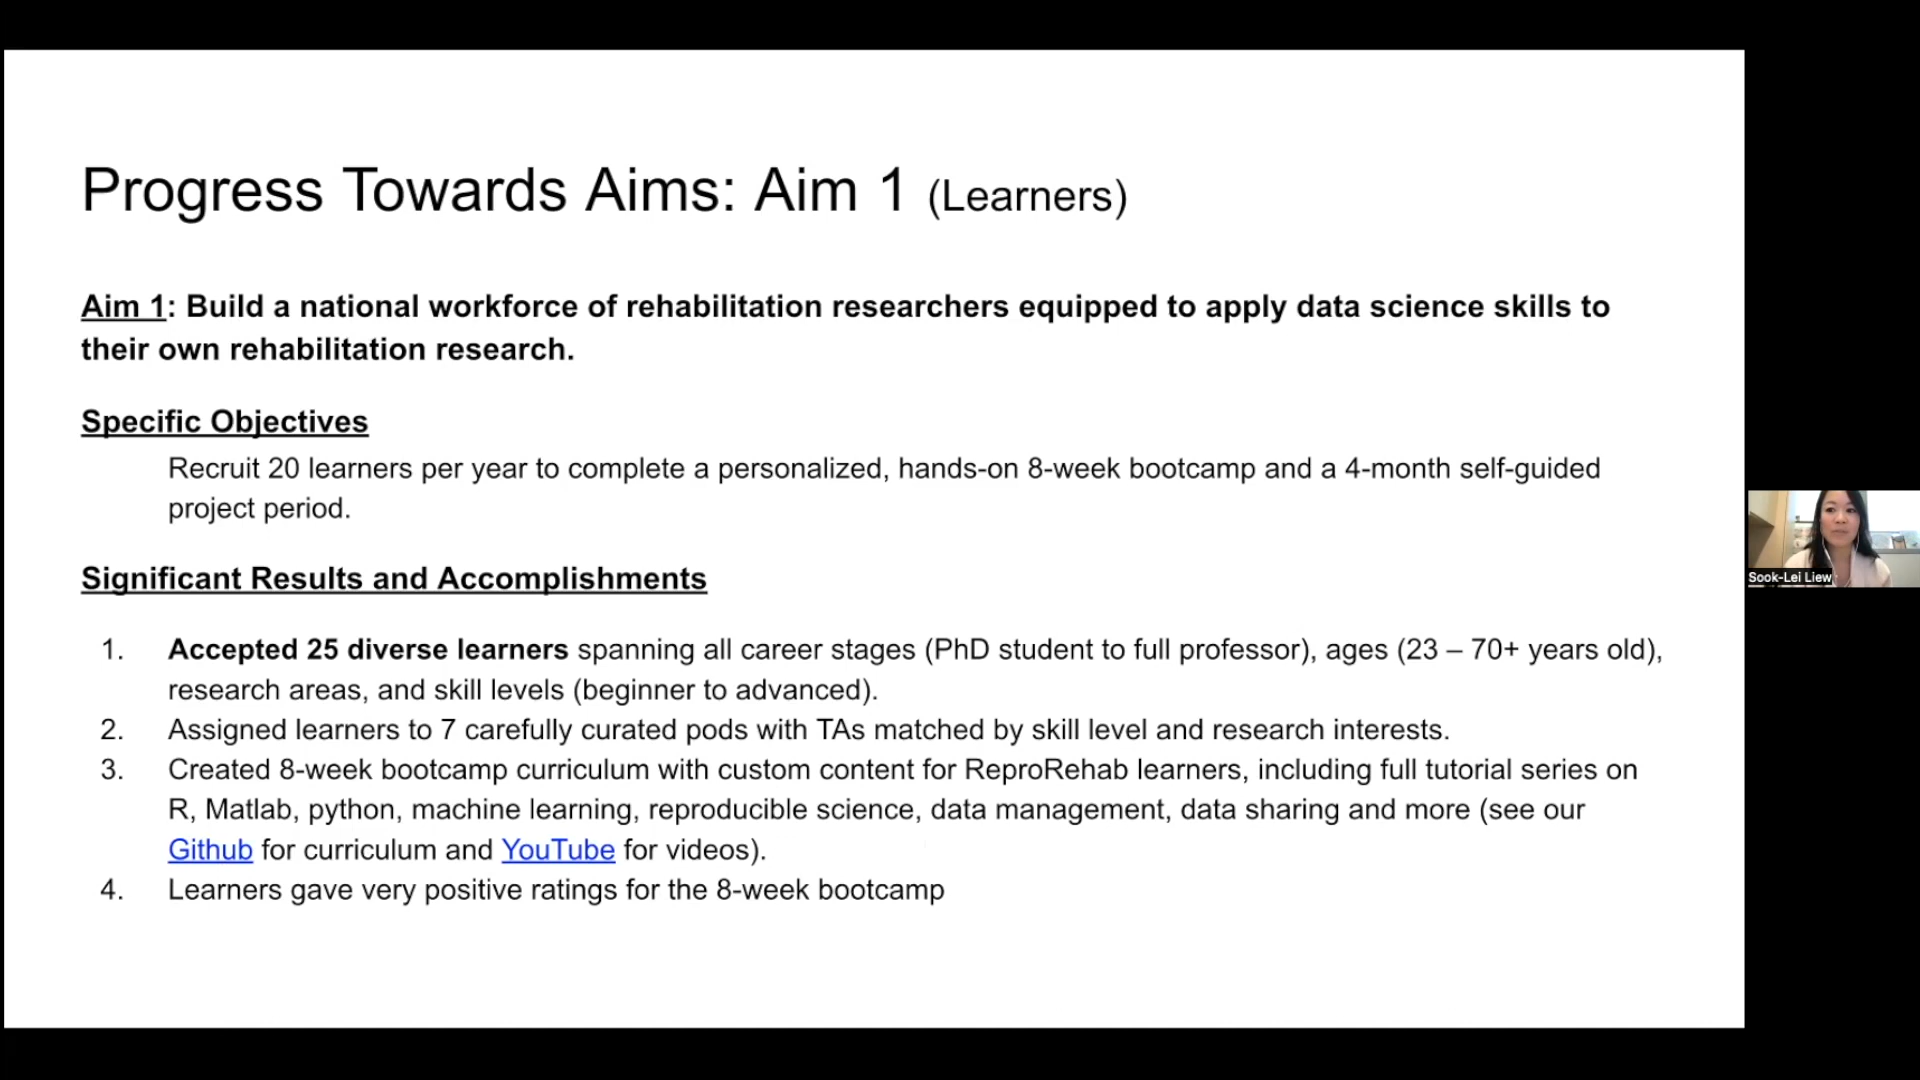 Progress Towards Aims: Aim 1 (Learners)
Aim 1: Build a national workforce of rehabilitation researchers equipped to apply data science skills to
their own rehabilitation research.
Specific Objectives
Recruit 20 learners per year to complete a personalized, hands-on 8-week bootcamp and a 4-month self-guided
project period.
Significant Results and Accomplishments
1. Accepted 25 diverse learners spanning all career stages (PhD student to full professor), ages (23 – 70+ years old),
research areas, and skill levels (beginner to advanced).
2. Assigned learners to 7 carefully curated pods with TAs matched by skill level and research interests.
3. Created 8-week bootcamp curriculum with custom content for ReproRehab learners, including full tutorial series on
R, Matlab, python, machine learning, reproducible science, data management, data sharing and more (see our
Github for curriculum and YouTube for videos).
4. Learners gave very positive ratings for the 8-week bootcamp
Sook-Lei Liew